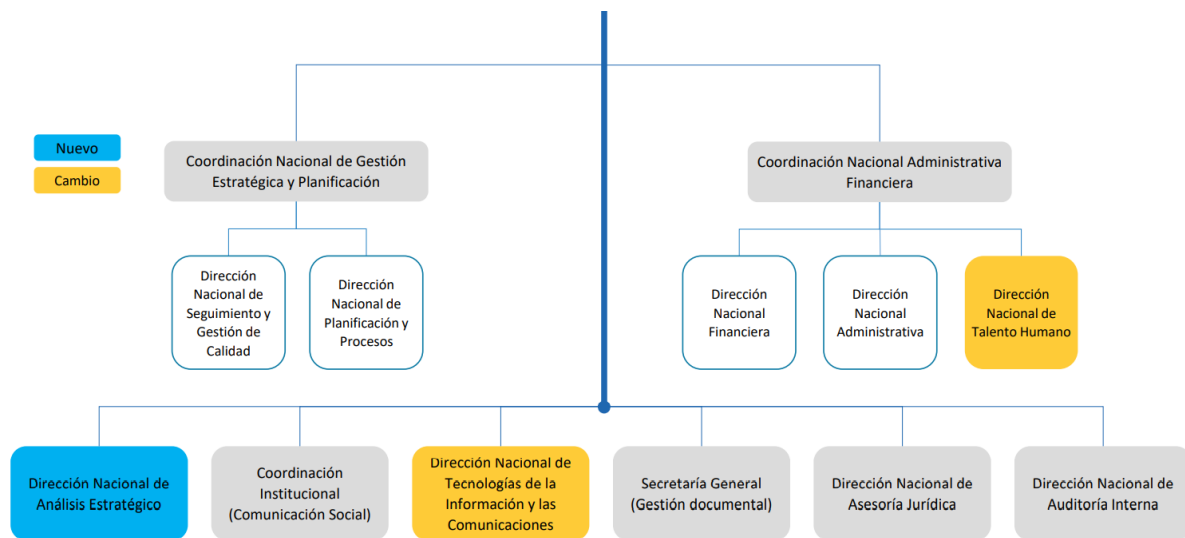 Nuevo
Cambio
Coordinación Nacional de Gestión
Estratégica y Planificación
Coordinación Nacional Administrativa
Financiera
Dirección
Nacional de
Seguimiento y
Gestión de
Calidad
Dirección
Nacional de
Planificación y
Procesos
Dirección
Nacional
Financiera
Dirección
Nacional
Administrativa
Dirección
Nacional de
Talento Humano
Dirección Nacional de
Análisis Estratégico
Coordinación
Institucional
(Comunicación Social)
Dirección Nacional de
Tecnologías de la
Información y las
Comunicaciones
Secretaría General
(Gestión documental)
Dirección Nacional de
Asesoría Jurídica
Dirección Nacional de
Auditoría Interna